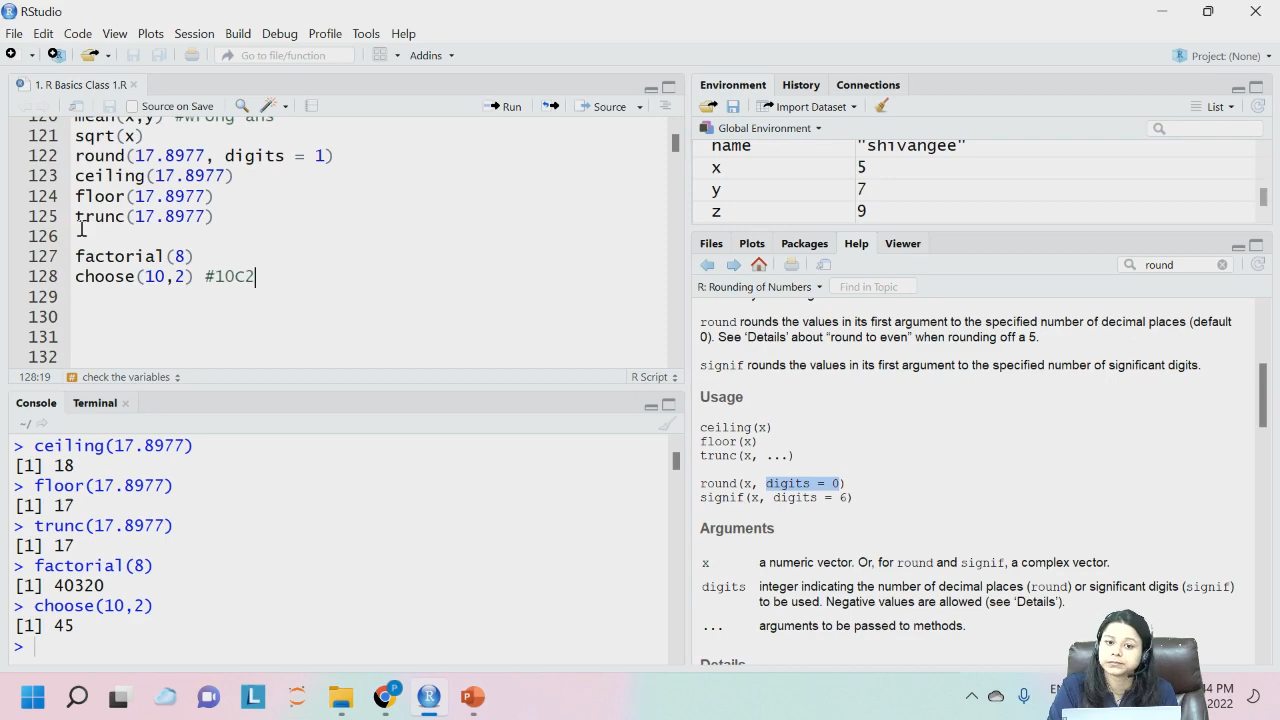 RStudio
File Edit Code View Plots Session Build Debug Profile Tools Help
Go to file/function Addins Project: (None)
1. R Basics Class 1.R
Source on Save Run Source
120 mean(x,y) #wrong ans
121 sqrt(x)
122 round(17.8977, digits = 1)
123 ceiling(17.8977)
124 floor(17.8977)
125 trunc(17.8977)
126
127 factorial(8)
128 choose(10,2) #10C2
129
130
131
132
128:19 # check the variables R Script
Console Terminal
~/
> ceiling(17.8977)
[1] 18
> floor(17.8977)
[1] 17
> trunc(17.8977)
[1] 17
> factorial(8)
[1] 40320
> choose(10,2)
[1] 45
>
Environment History Connections
Import Dataset List
Global Environment
name "shivangee"
x 5
y 7
z 9
Files Plots Packages Help Viewer
round
R: Rounding of Numbers Find in Topic
round rounds the values in its first argument to the specified number of decimal places (default
0). See ‘Details’ about “round to even” when rounding off a 5.
signif rounds the values in its first argument to the specified number of significant digits.
Usage
ceiling(x)
floor(x)
trunc(x, ...)
round(x, digits = 0)
signif(x, digits = 6)
Arguments
x a numeric vector. Or, for round and signif, a complex vector.
digits integer indicating the number of decimal places (round) or significant digits (signif)
to be used. Negative values are allowed (see ‘Details’).
... arguments to be passed to methods.
Details